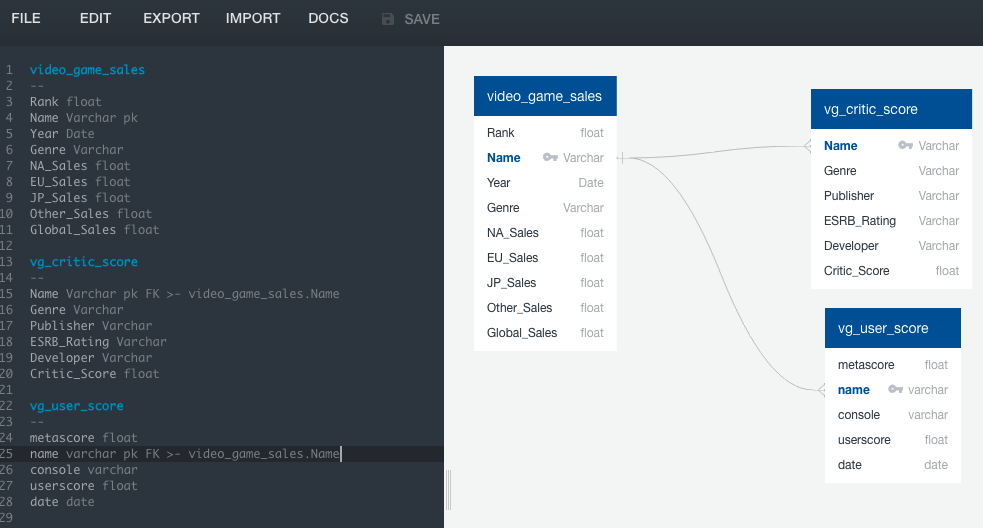 FILE EDIT EXPORT IMPORT DOCS SAVE
1 video_game_sales
2 --
3 Rank float
4 Name Varchar pk
5 Year Date
6 Genre Varchar
7 NA_Sales float
8 EU_Sales float
9 JP_Sales float
10 Other_Sales float
11 Global_Sales float
12
13 vg_critic_score
14 --
15 Name Varchar pk FK >- video_game_sales.Name
16 Genre Varchar
17 Publisher Varchar
18 ESRB_Rating Varchar
19 Developer Varchar
20 Critic_Score float
21
22 vg_user_score
23 --
24 metascore float
25 name varchar pk FK >- video_game_sales.Name
26 console varchar
27 userscore float
28 date date
29
video_game_sales
Rank float
Name Varchar
Year Date
Genre Varchar
NA_Sales float
EU_Sales float
JP_Sales float
Other_Sales float
Global_Sales float
vg_critic_score
Name Varchar
Genre Varchar
Publisher Varchar
ESRB_Rating Varchar
Developer Varchar
Critic_Score float
vg_user_score
metascore float
name varchar
console varchar
userscore float
date date